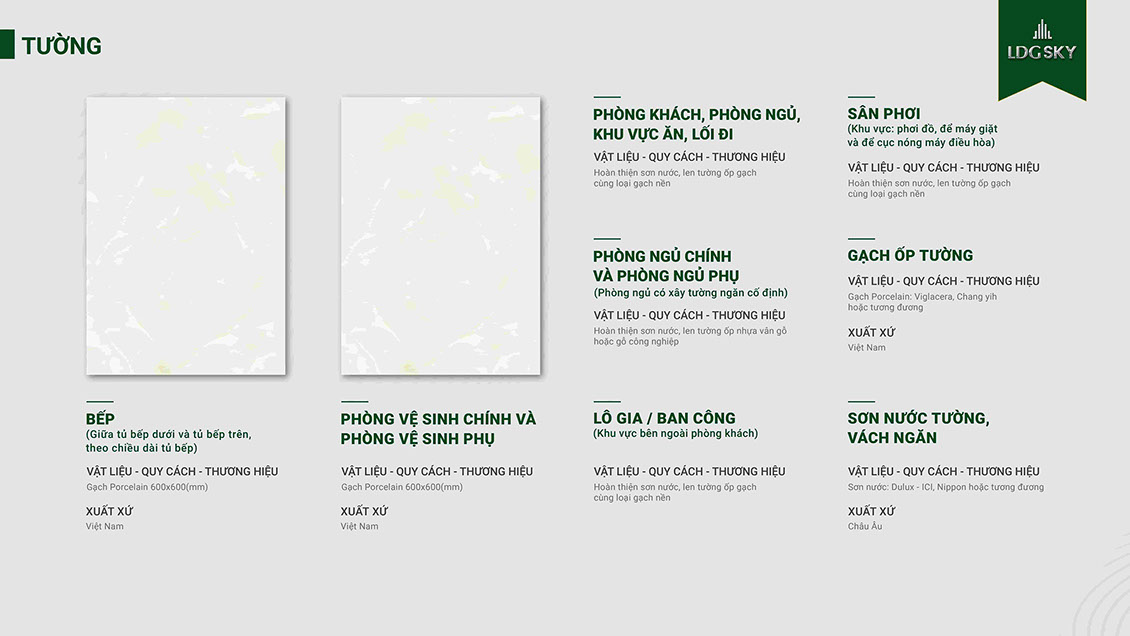 TƯỜNG
LDG SKY
BẾP
(Giữa tủ bếp dưới và tủ bếp trên,
theo chiều dài tủ bếp)
VẬT LIỆU - QUY CÁCH - THƯƠNG HIỆU
Gạch Porcelain 600x600(mm)
XUẤT XỨ
Việt Nam
PHÒNG VỆ SINH CHÍNH VÀ
PHÒNG VỆ SINH PHỤ
VẬT LIỆU - QUY CÁCH - THƯƠNG HIỆU
Gạch Porcelain 600x600(mm)
XUẤT XỨ
Việt Nam
PHÒNG KHÁCH, PHÒNG NGỦ,
KHU VỰC ĂN, LỐI ĐI
VẬT LIỆU - QUY CÁCH - THƯƠNG HIỆU
Hoàn thiện sơn nước, len tường ốp gạch
cùng loại gạch nền
PHÒNG NGỦ CHÍNH
VÀ PHÒNG NGỦ PHỤ
(Phòng ngủ có xây tường ngăn cố định)
VẬT LIỆU - QUY CÁCH - THƯƠNG HIỆU
Hoàn thiện sơn nước, len tường ốp nhựa vân gỗ
hoặc gỗ công nghiệp
LÔ GIA / BAN CÔNG
(Khu vực bên ngoài phòng khách)
VẬT LIỆU - QUY CÁCH - THƯƠNG HIỆU
Hoàn thiện sơn nước, len tường ốp gạch
cùng loại gạch nền
SÂN PHƠI
(Khu vực: phơi đồ, để máy giặt
và để cục nóng máy điều hòa)
VẬT LIỆU - QUY CÁCH - THƯƠNG HIỆU
Hoàn thiện sơn nước, len tường ốp gạch
cùng loại gạch nền
GẠCH ỐP TƯỜNG
VẬT LIỆU - QUY CÁCH - THƯƠNG HIỆU
Gạch Porcelain: Viglacera, Chang yih
hoặc tương đương
XUẤT XỨ
Việt Nam
SƠN NƯỚC TƯỜNG,
VÁCH NGĂN
VẬT LIỆU - QUY CÁCH - THƯƠNG HIỆU
Sơn nước: Dulux - ICI, Nippon hoặc tương đương
XUẤT XỨ
Châu Âu